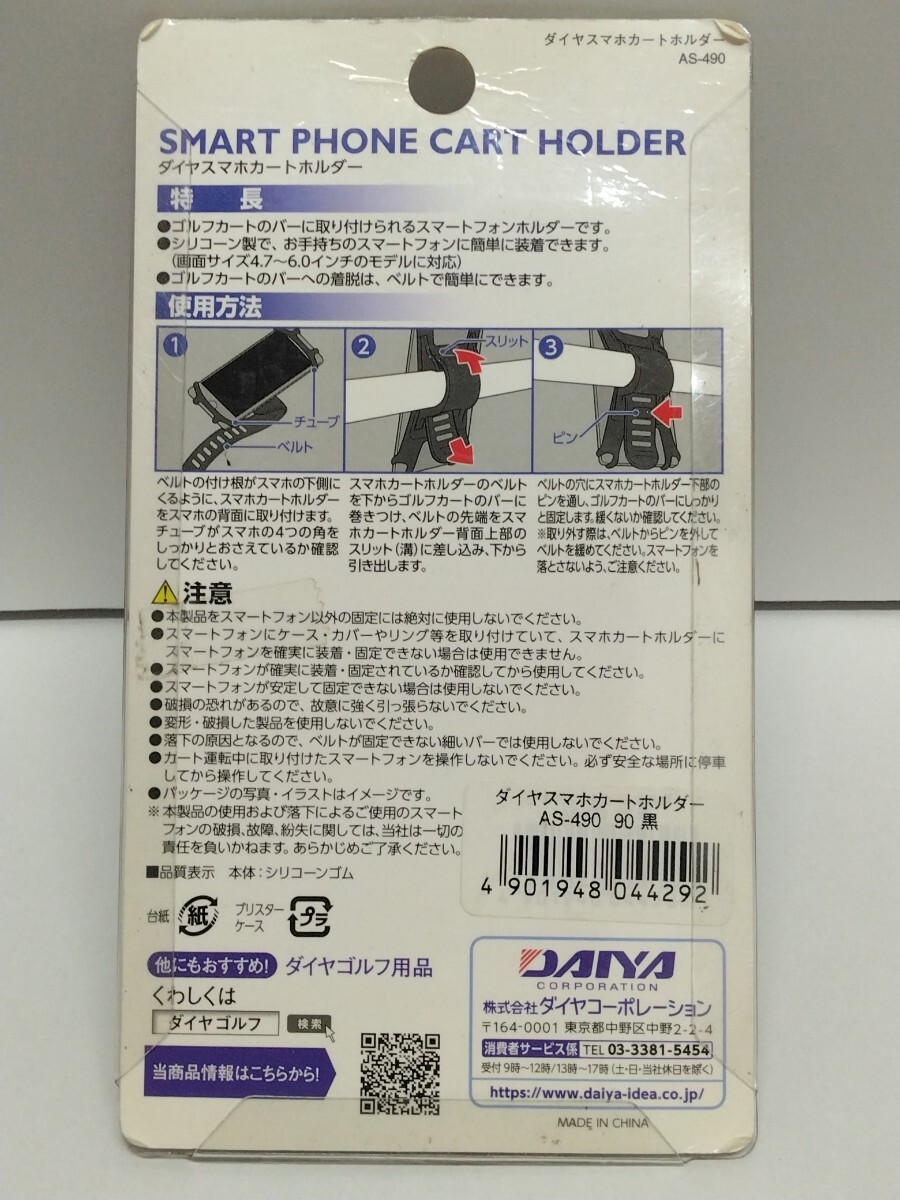 ダイヤスマホカートホルダー
AS-490
SMART PHONE CART HOLDER
ダイヤスマホカートホルダー
特 長
●ゴルフカートのバーに取り付けられるスマートフォンホルダーです。
●シリコーン製で、お手持ちのスマートフォンに簡単に装着できます。
(画面サイズ4.7〜6.0インチのモデルに対応)
●ゴルフカートのバーへの着脱は、ベルトで簡単にできます。
使用方法
1
チューブ
ベルト
2
スリット
3
ピン
ベルトの付け根がスマホの下側に
くるように、スマホカートホルダー
をスマホの背面に取り付けます。
チューブがスマホの4つの角を
しっかりとおさえているか確認
してください。
スマホカートホルダーのベルト
を下からゴルフカートのバーに
巻きつけ、ベルトの先端をスマ
ホカートホルダー背面上部の
スリット(溝)に差し込み、下から
引き出します。
ベルトの穴にスマホカートホルダー下部の
ピンを通し、ゴルフカートのバーにしっかり
と固定します。緩くないか確認してください。
※取り外す際は、ベルトからピンを外して
ベルトを緩めてください。スマートフォンを
落とさないよう、ご注意ください。
注意
●本製品をスマートフォン以外の固定には絶対に使用しないでください。
●スマートフォンにケース・カバーやリング等を取り付けていて、スマホカートホルダーに
スマートフォンを確実に装着・固定できない場合は使用できません。
●スマートフォンが確実に装着・固定されているか確認してから使用してください。
●スマートフォンが安定して固定できない場合は使用しないでください。
●破損の恐れがあるので、故意に強く引っ張らないでください。
●変形・破損した製品を使用しないでください。
●落下の原因となるので、ベルトが固定できない細いバーでは使用しないでください。
●カート運転中に取り付けたスマートフォンを操作しないでください。必ず安全な場所に停車
してから操作してください。
●パッケージの写真・イラストはイメージです。
※本製品の使用および落下によるご使用のスマート
フォンの破損、故障、紛失に関しては、当社は一切の
責任を負いかねます。あらかじめご了承ください。
■品質表示 本体:シリコーンゴム
ダイヤスマホカートホルダー
AS-490 90 黒
4 901948 044292
台紙
紙
ブリスター
ケース
プラ
他にもおすすめ! ダイヤゴルフ用品
くわしくは
ダイヤゴルフ 検索
当商品情報はこちらから!
DAIYA
CORPORATION
株式会社ダイヤコーポレーション
〒164-0001 東京都中野区中野2-2-4
消費者サービス係 TEL 03-3381-5454
受付 9時〜12時/13時〜17時(土・日・当社休日を除く)
https://www.daiya-idea.co.jp/
MADE IN CHINA